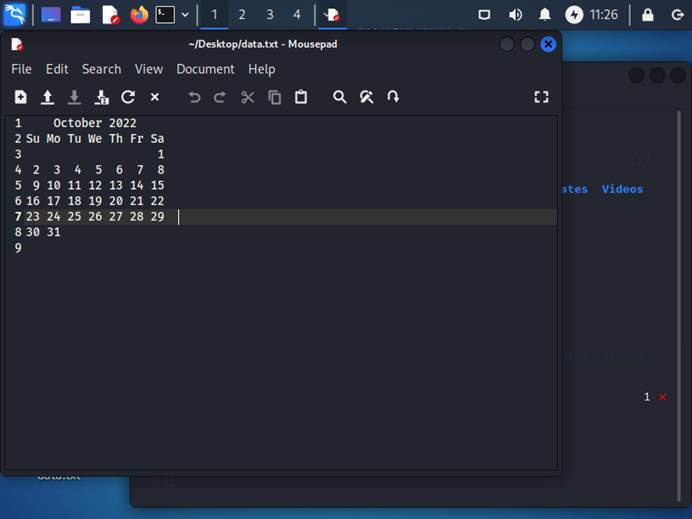 1 2 3 4 11:26
~/Desktop/data.txt - Mousepad
File Edit Search View Document Help
1     October 2022
2 Su Mo Tu We Th Fr Sa
3                    1
4  2  3  4  5  6  7  8
5  9 10 11 12 13 14 15
6 16 17 18 19 20 21 22
7 23 24 25 26 27 28 29
8 30 31
9
ates Videos
1 ×
data.txt